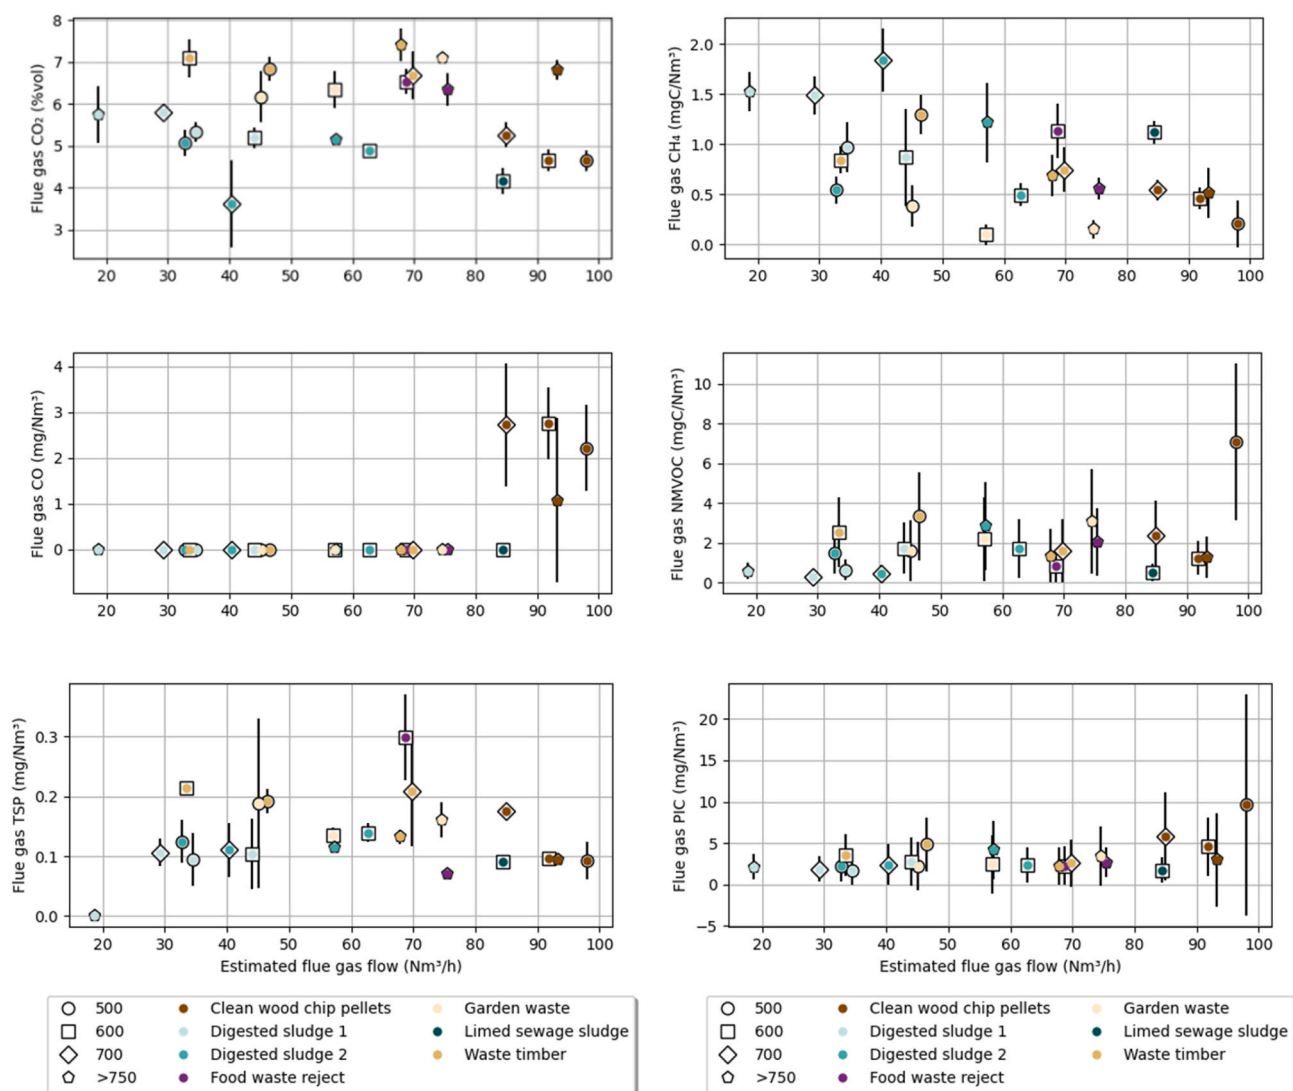 Flue gas CO₂ (%vol)
8
7
6
5
4
3
20 30 40 50 60 70 80 90 100
Flue gas CH₄ (mgC/Nm³)
2.0
1.5
1.0
0.5
0.0
20 30 40 50 60 70 80 90 100
Flue gas CO (mg/Nm³)
4
3
2
1
0
20 30 40 50 60 70 80 90 100
Flue gas NMVOC (mgC/Nm³)
10
8
6
4
2
0
20 30 40 50 60 70 80 90 100
Flue gas TSP (mg/Nm³)
0.3
0.2
0.1
0.0
20 30 40 50 60 70 80 90 100
Estimated flue gas flow (Nm³/h)
Flue gas PIC (mg/Nm³)
20
15
10
5
0
−5
20 30 40 50 60 70 80 90 100
Estimated flue gas flow (Nm³/h)
500 Clean wood chip pellets Garden waste
600 Digested sludge 1 Limed sewage sludge
700 Digested sludge 2 Waste timber
>750 Food waste reject
500 Clean wood chip pellets Garden waste
600 Digested sludge 1 Limed sewage sludge
700 Digested sludge 2 Waste timber
>750 Food waste reject